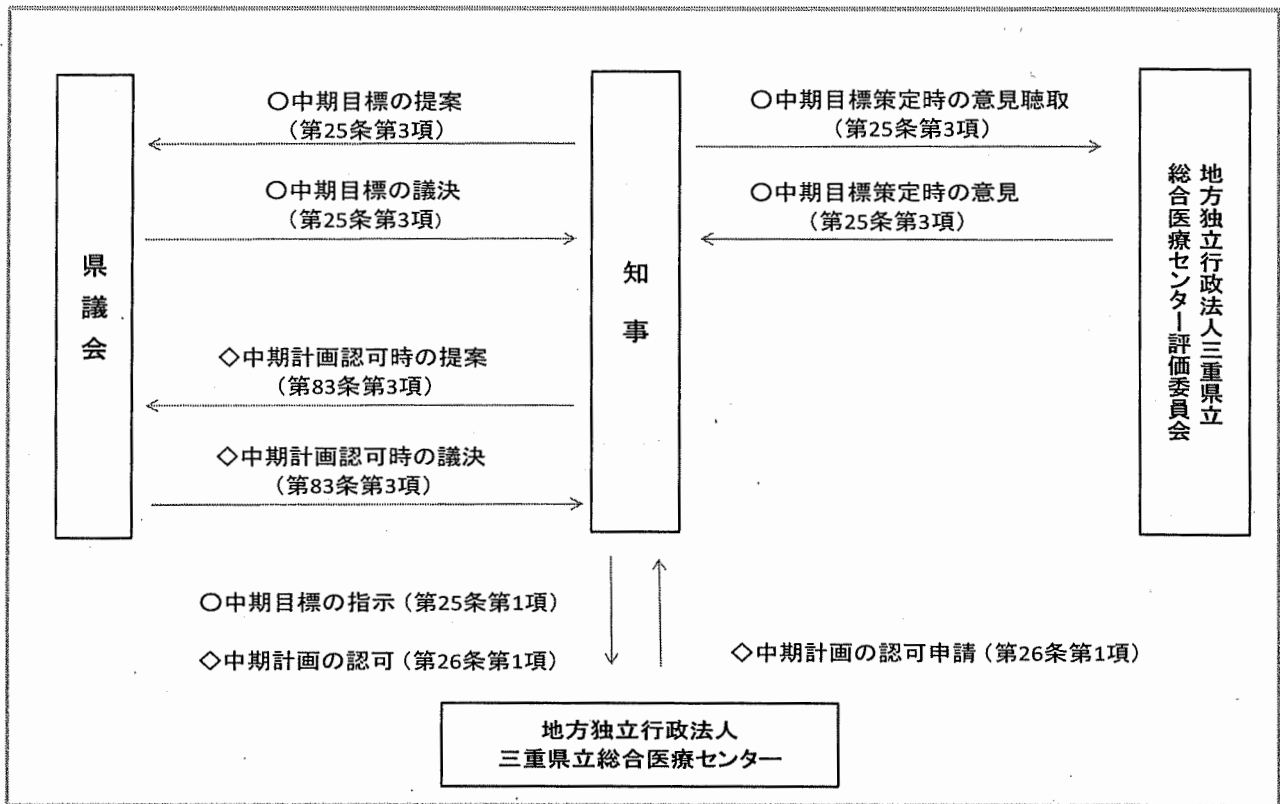 県議会
○中期目標の提案
（第25条第3項）
○中期目標の議決
（第25条第3項）
◇中期計画認可時の提案
（第83条第3項）
◇中期計画認可時の議決
（第83条第3項）
知事
○中期目標策定時の意見聴取
（第25条第3項）
○中期目標策定時の意見
（第25条第3項）
地方独立行政法人三重県立
総合医療センター評価委員会
○中期目標の指示（第25条第1項）
◇中期計画の認可（第26条第1項）
◇中期計画の認可申請（第26条第1項）
地方独立行政法人
三重県立総合医療センター